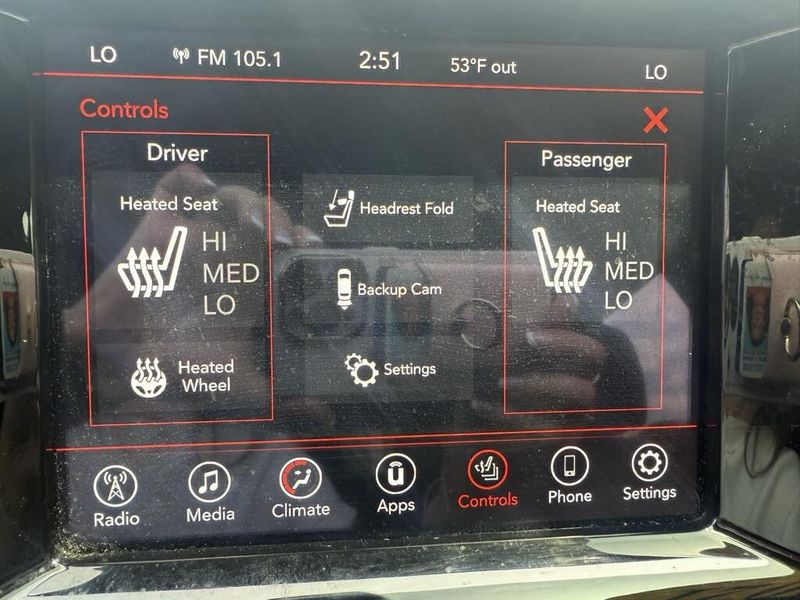 LO FM 105.1 2:51 53°F out LO
Controls
Driver
Heated Seat
HI
MED
LO
Heated
Wheel
Headrest Fold
Backup Cam
Settings
Passenger
Heated Seat
HI
MED
LO
Radio Media Climate Apps Controls Phone Settings